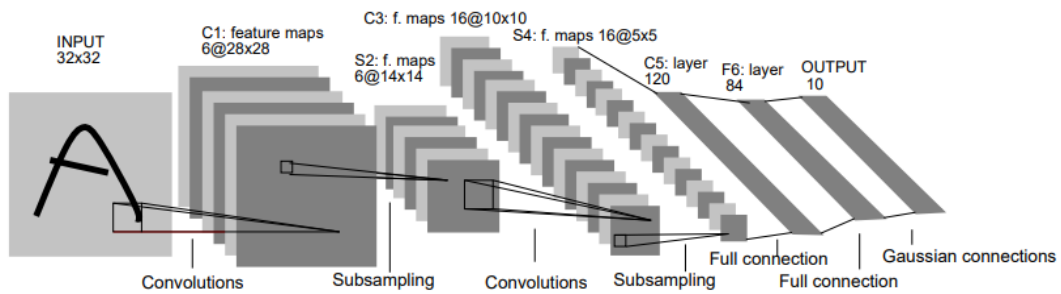 INPUT
32x32
C1: feature maps
6@28x28
S2: f. maps
6@14x14
C3: f. maps 16@10x10
S4: f. maps 16@5x5
C5: layer
120
F6: layer
84
OUTPUT
10
Convolutions
Subsampling
Convolutions
Subsampling
Full connection
Full connection
Gaussian connections